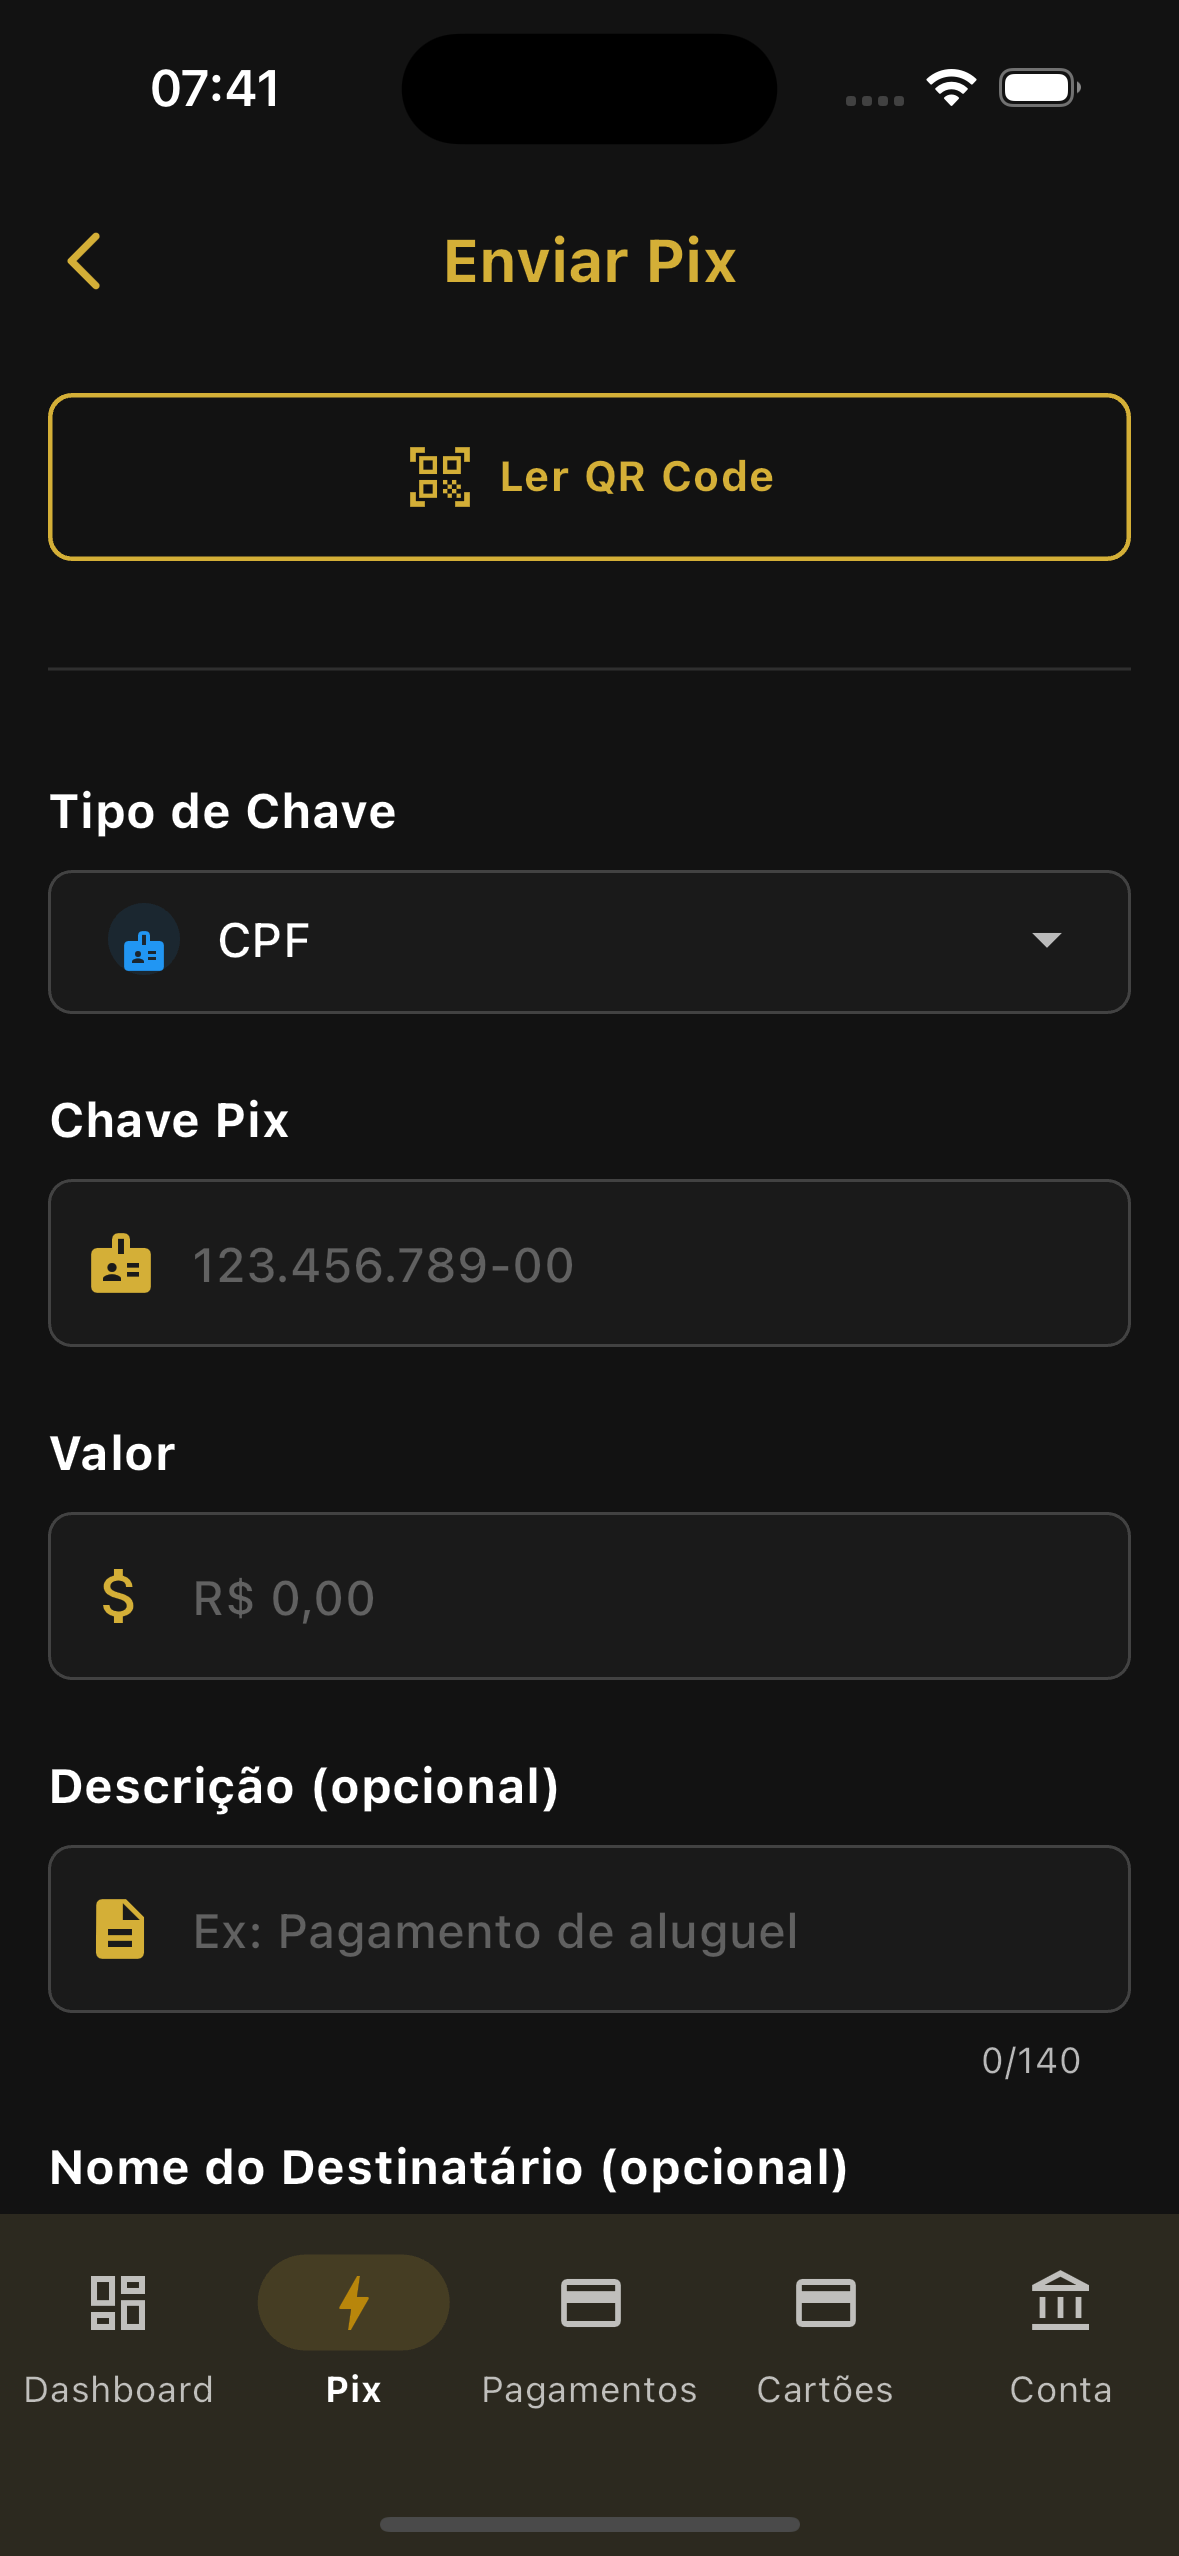 07:41
Enviar Pix
Ler QR Code
Tipo de Chave
CPF
Chave Pix
123.456.789-00
Valor
R$ 0,00
Descrição (opcional)
Ex: Pagamento de aluguel
0/140
Nome do Destinatário (opcional)
Dashboard
Pix
Pagamentos
Cartões
Conta